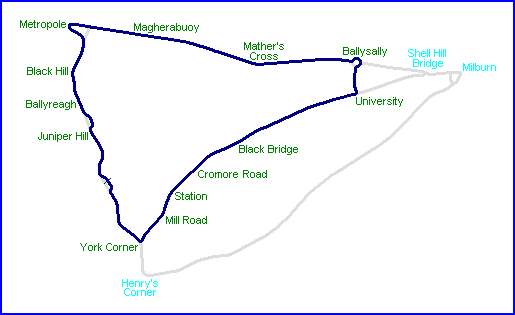 Metropole
Magherabuoy
Mather's
Cross
Ballysally
Shell Hill
Bridge
Milburn
Black Hill
Ballyreagh
University
Juniper Hill
Black Bridge
Cromore Road
Station
Mill Road
York Corner
Henry's
Corner